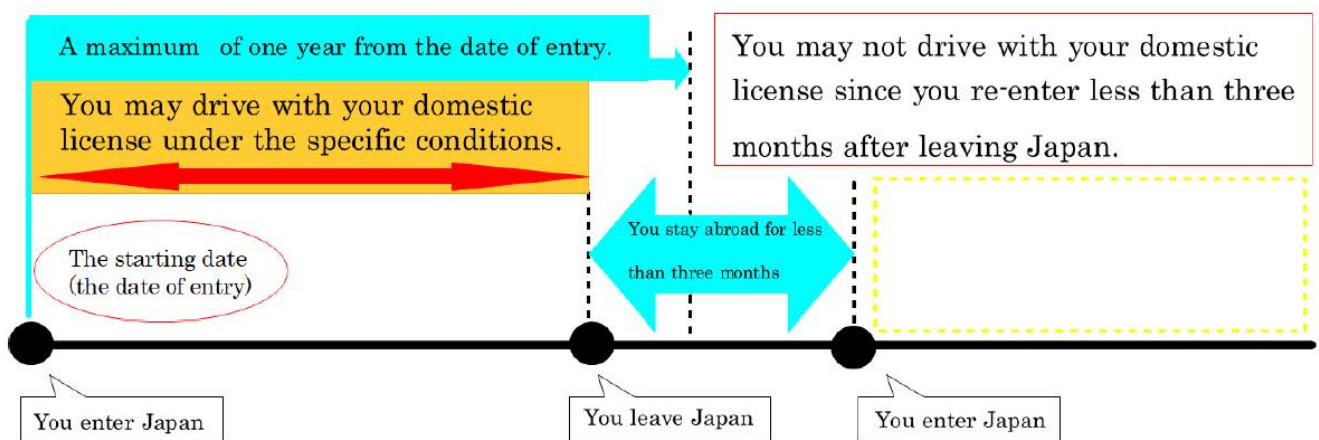 A maximum of one year from the date of entry.
You may drive with your domestic
license under the specific conditions.
You may not drive with your domestic
license since you re-enter less than three
months after leaving Japan.
The starting date
(the date of entry)
You stay abroad for less
than three months
You enter Japan
You leave Japan
You enter Japan